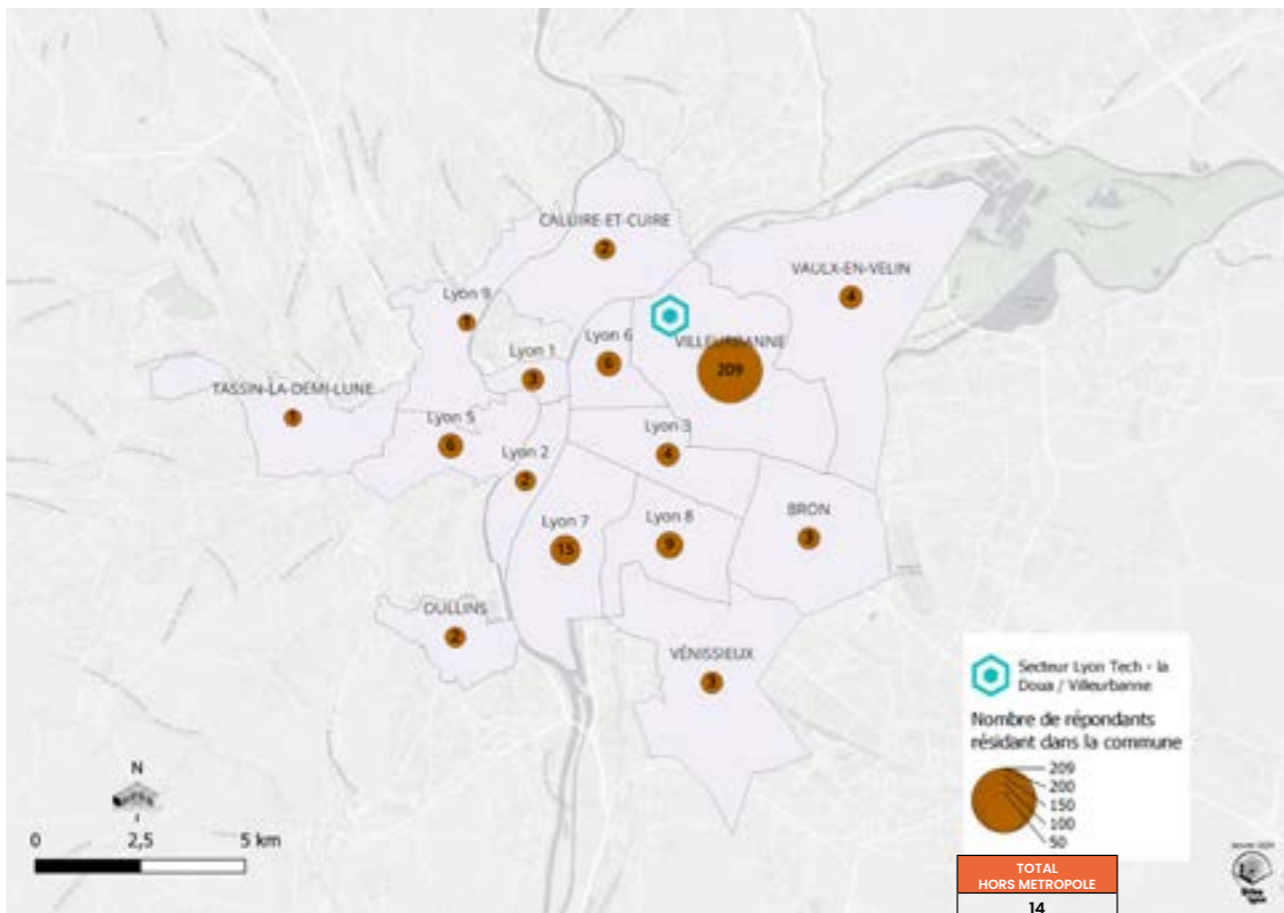 CALUIRE-ET-CUIRE
2
VAULX-EN-VELIN
4
Lyon 9
1
Lyon 6
6
VILLEURBANNE
209
Lyon 1
3
TASSIN-LA-DEMI-LUNE
1
Lyon 5
6
Lyon 3
4
Lyon 2
2
Lyon 7
15
Lyon 8
9
BRON
3
OULLINS
2
VÉNISSIEUX
3
Secteur Lyon Tech - la
Doua / Villeurbanne
Nombre de répondants
résidant dans la commune
209
200
150
100
50
N
0 2,5 5 km
TOTAL
HORS METROPOLE
14